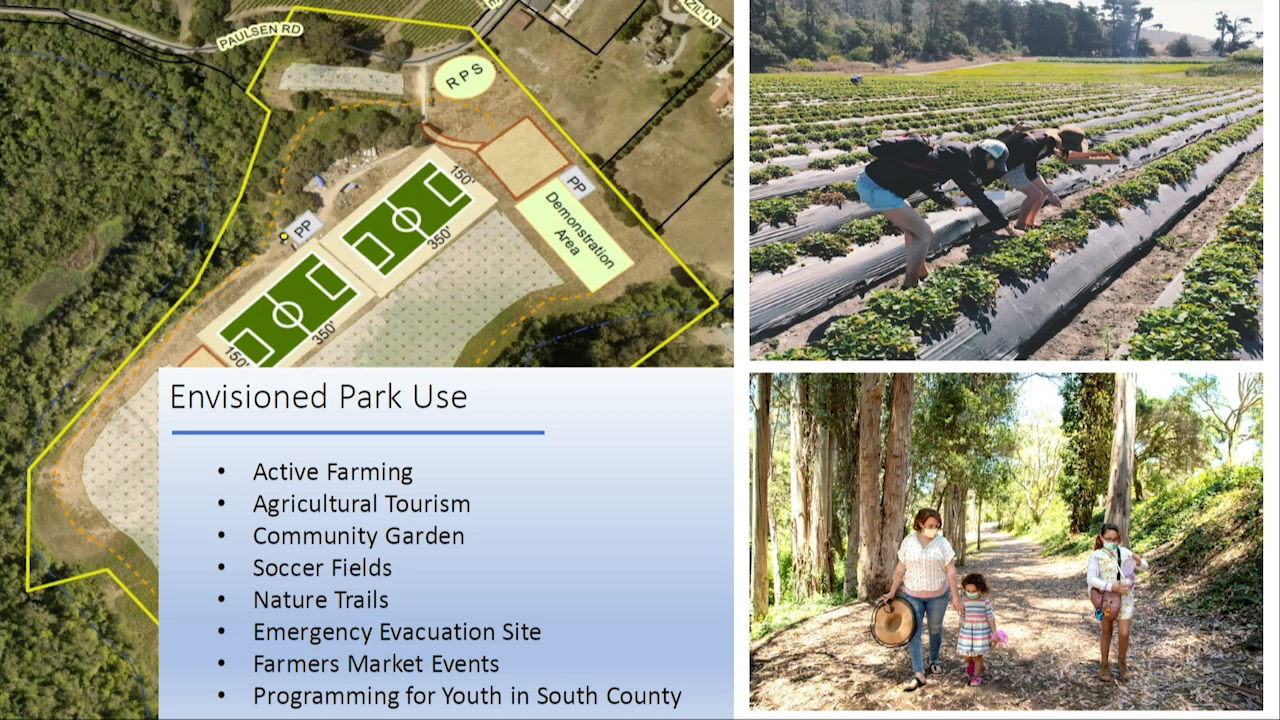 PAULSEN RD
ZILLN
R P S
150'
350'
PP
Demonstration
Area
PP
350'
150'
Envisioned Park Use
• Active Farming
• Agricultural Tourism
• Community Garden
• Soccer Fields
• Nature Trails
• Emergency Evacuation Site
• Farmers Market Events
• Programming for Youth in South County